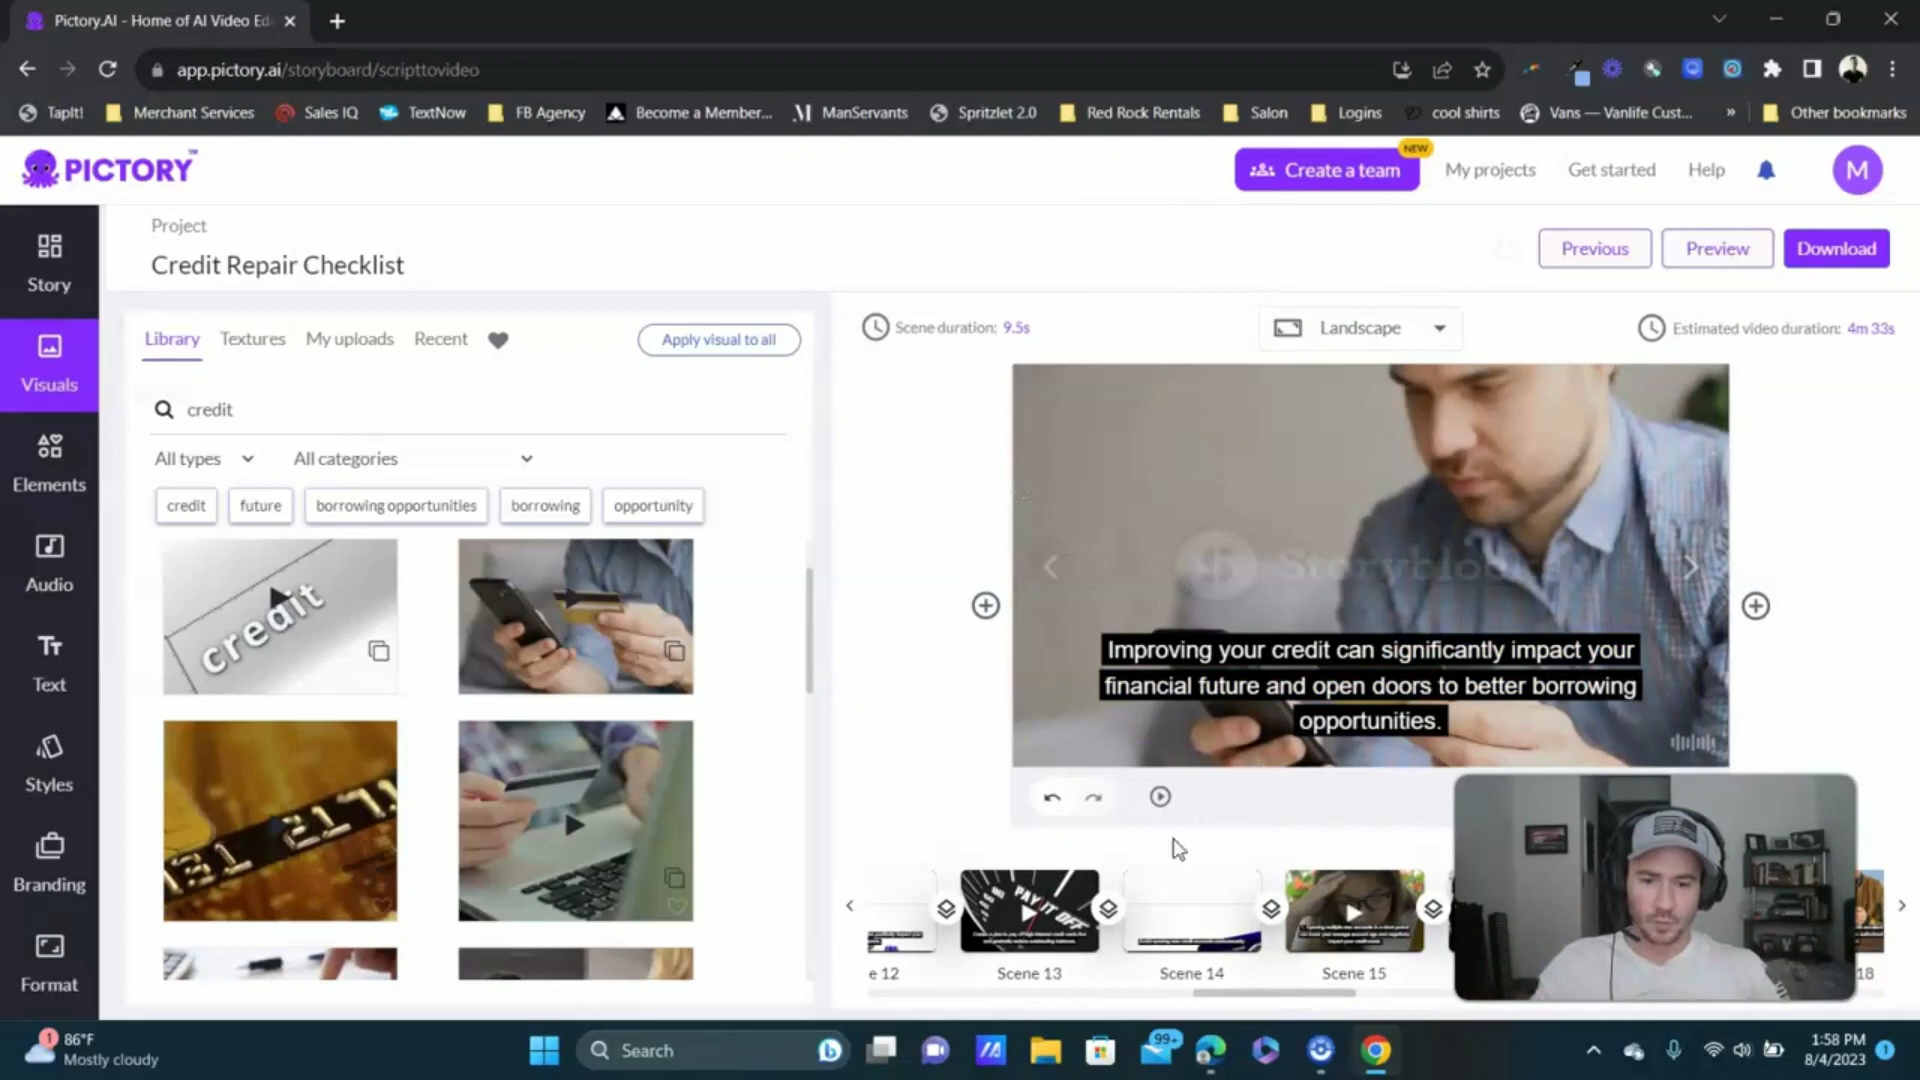 Pictory.AI - Home of AI Video Ed
app.pictory.ai/storyboard/scripttovideo
TapIt!
Merchant Services
Sales IQ
TextNow
FB Agency
Become a Member...
ManServants
Spritzlet 2.0
Red Rock Rentals
Salon
Logins
cool shirts
Vans — Vanlife Cust...
»
Other bookmarks
PICTORY
NEW
Create a team
My projects
Get started
Help
M
Project
Credit Repair Checklist
Previous
Preview
Download
Story
Visuals
Elements
Audio
Text
Styles
Branding
Format
Library
Textures
My uploads
Recent
Apply visual to all
credit
All types
All categories
credit
future
borrowing opportunities
borrowing
opportunity
credit
Scene duration: 9.5s
Landscape
Estimated video duration: 4m 33s
Improving your credit can significantly impact your
financial future and open doors to better borrowing
opportunities.
PAY IT OFF
e 12
Scene 13
Scene 14
Scene 15
18
1
86°F
Mostly cloudy
Search
99+
1:58 PM
8/4/2023
1